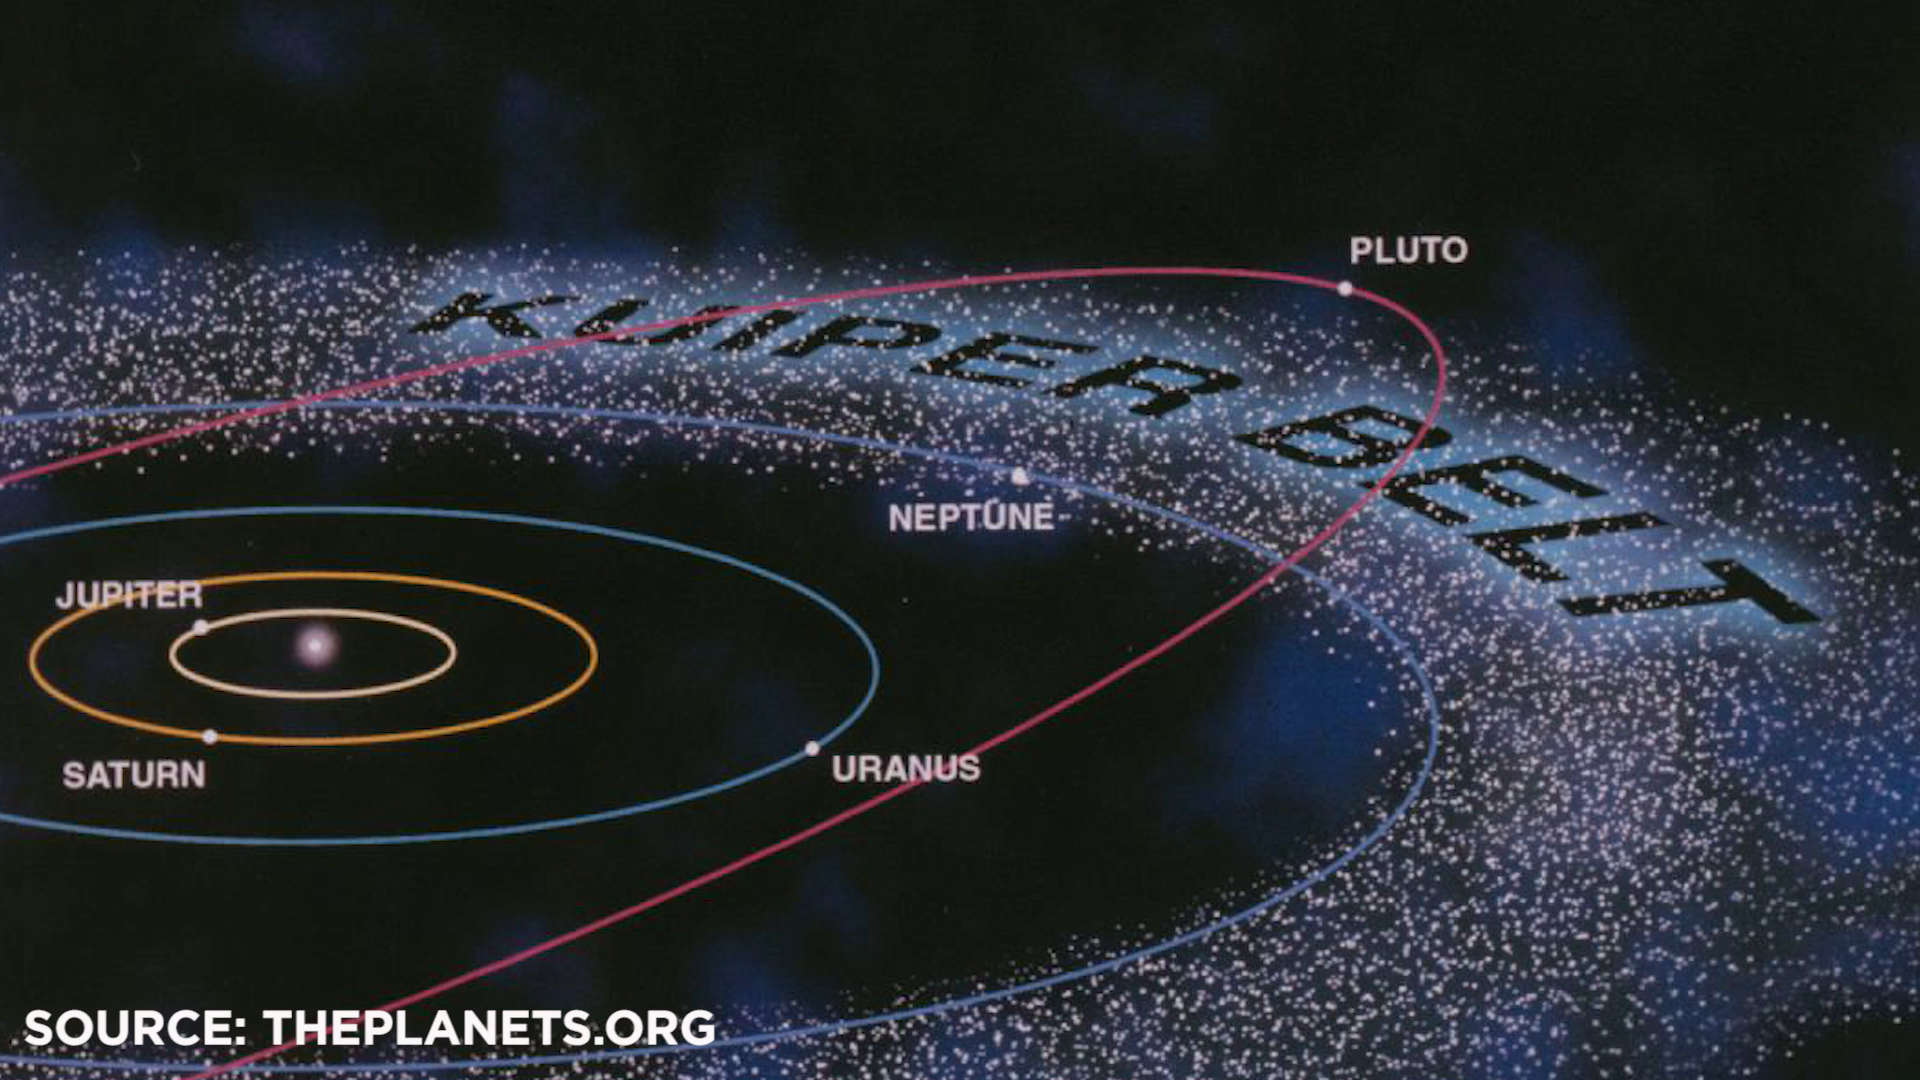 PLUTO
KUIPER BELT
NEPTUNE
JUPITER
SATURN
URANUS
SOURCE: THEPLANETS.ORG